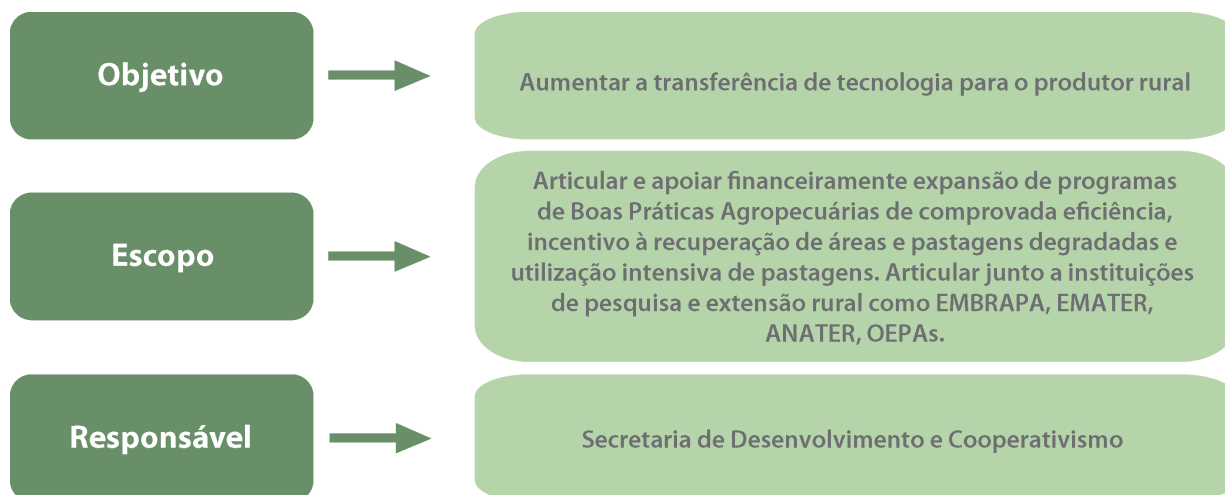 Objetivo
Aumentar a transferência de tecnologia para o produtor rural
Escopo
Articular e apoiar financeiramente expansão de programas
de Boas Práticas Agropecuárias de comprovada eficiência,
incentivo à recuperação de áreas e pastagens degradadas e
utilização intensiva de pastagens. Articular junto a instituições
de pesquisa e extensão rural como EMBRAPA, EMATER,
ANATER, OEPAs.
Responsável
Secretaria de Desenvolvimento e Cooperativismo